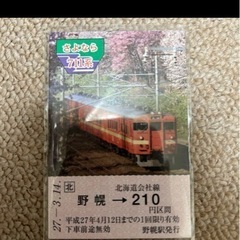 さよなら
711系
27.-3.14
北
北海道会社線
野幌→210
円区間
平成27年4月12日までの1回限り有効
下車前途無効
野幌駅発行